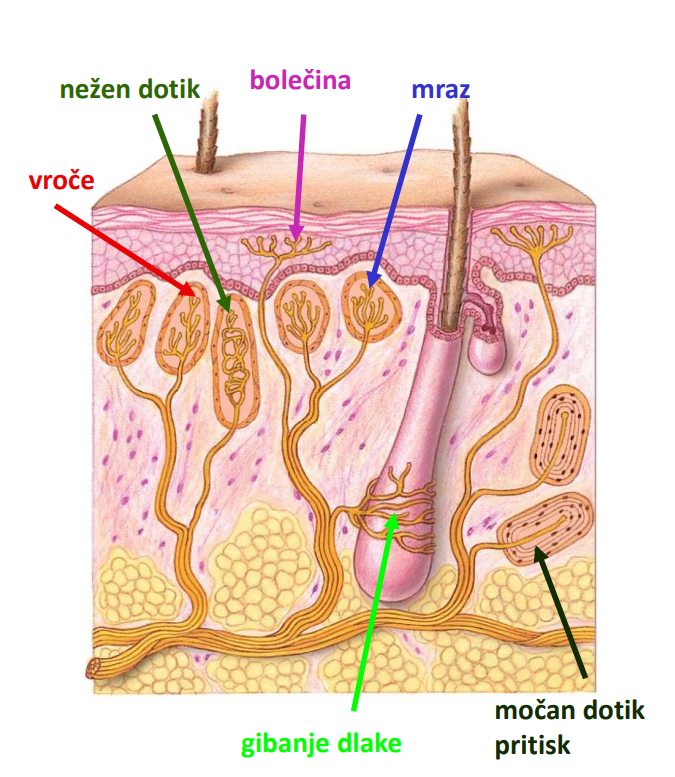 bolečina
nežen dotik
mraz
vroče
močan dotik
pritisk
gibanje dlake